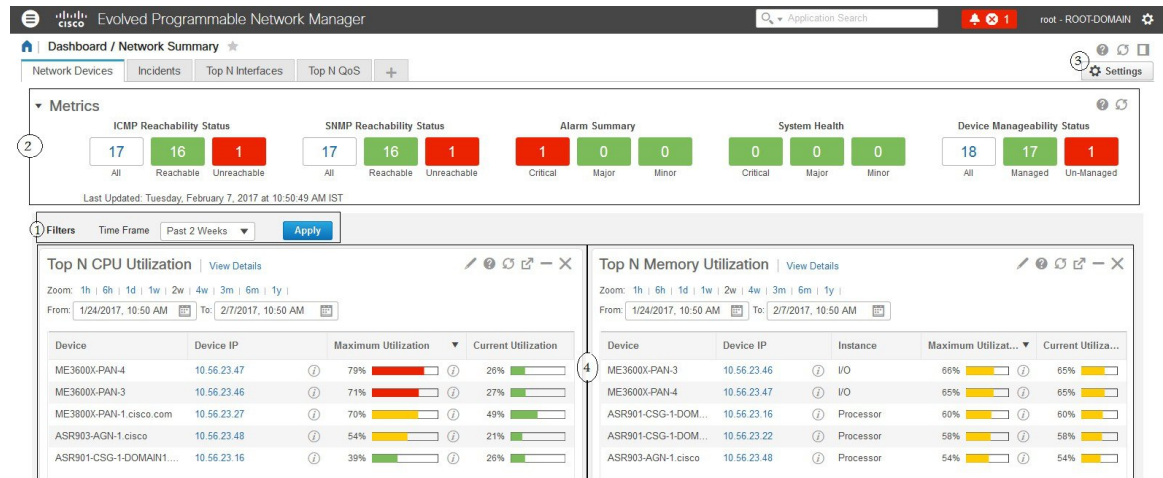 cisco Evolved Programmable Network Manager Application Search 1 root - ROOT-DOMAIN
Dashboard / Network Summary
Network Devices Incidents Top N Interfaces Top N QoS + 3 Settings
Metrics
2
ICMP Reachability Status SNMP Reachability Status Alarm Summary System Health Device Manageability Status
17 16 1 17 16 1 1 0 0 0 0 0 18 17 1
All Reachable Unreachable All Reachable Unreachable Critical Major Minor Critical Major Minor All Managed Un-Managed
Last Updated: Tuesday, February 7, 2017 at 10:50:49 AM IST
1 Filters Time Frame Past 2 Weeks Apply
Top N CPU Utilization | View Details
Zoom: 1h | 6h | 1d | 1w | 2w | 4w | 3m | 6m | 1y |
From: 1/24/2017, 10:50 AM To: 2/7/2017, 10:50 AM
Device Device IP Maximum Utilization Current Utilization
ME3600X-PAN-4 10.56.23.47 79% 26%
ME3600X-PAN-3 10.56.23.46 71% 27%
ME3800X-PAN-1.cisco.com 10.56.23.27 70% 49%
ASR903-AGN-1.cisco 10.56.23.48 54% 21%
ASR901-CSG-1-DOMAIN1.... 10.56.23.16 39% 26%
4
Top N Memory Utilization | View Details
Zoom: 1h | 6h | 1d | 1w | 2w | 4w | 3m | 6m | 1y |
From: 1/24/2017, 10:50 AM To: 2/7/2017, 10:50 AM
Device Device IP Instance Maximum Utilizat... Current Utiliza...
ME3600X-PAN-3 10.56.23.46 I/O 66% 65%
ME3600X-PAN-4 10.56.23.47 I/O 65% 65%
ASR901-CSG-1-DOM... 10.56.23.16 Processor 60% 60%
ASR901-CSG-1-DOM... 10.56.23.22 Processor 58% 58%
ASR903-AGN-1.cisco 10.56.23.48 Processor 54% 54%